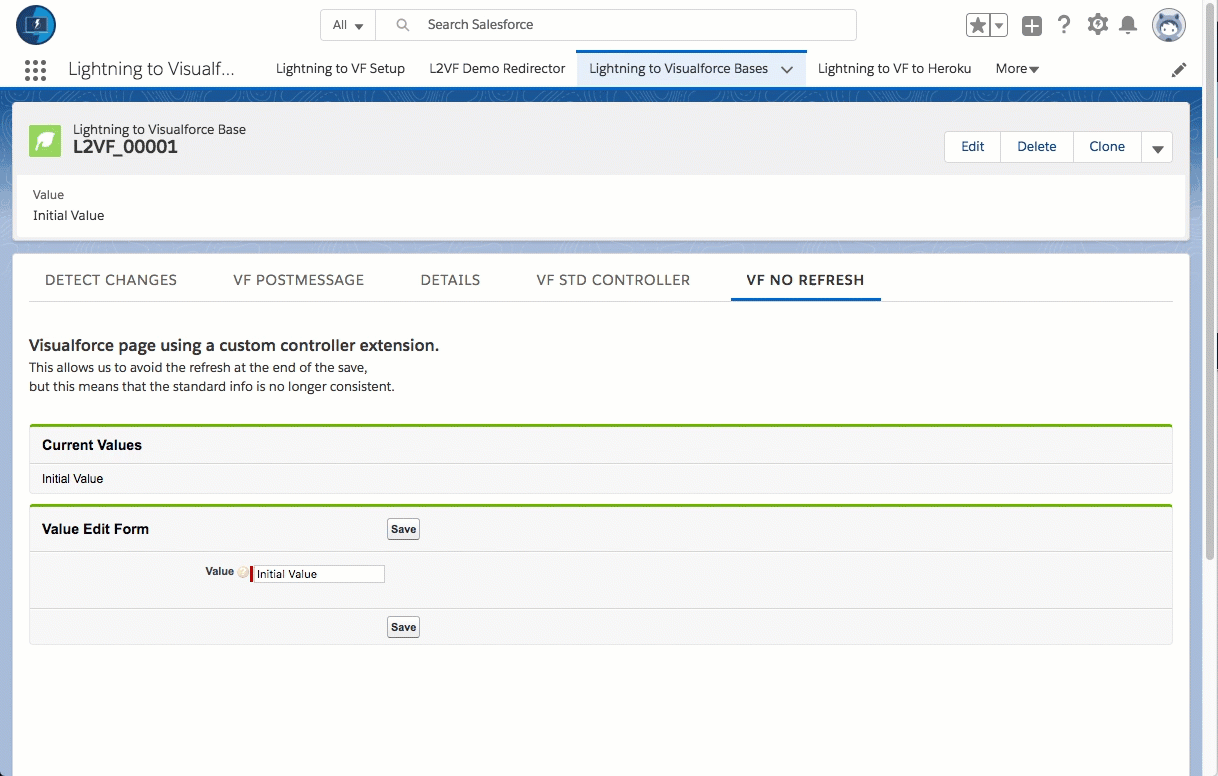 All
Search Salesforce
Lightning to Visualf...
Lightning to VF Setup
L2VF Demo Redirector
Lightning to Visualforce Bases
Lightning to VF to Heroku
More
Lightning to Visualforce Base
L2VF_00001
Edit
Delete
Clone
Value
Initial Value
DETECT CHANGES
VF POSTMESSAGE
DETAILS
VF STD CONTROLLER
VF NO REFRESH
Visualforce page using a custom controller extension.
This allows us to avoid the refresh at the end of the save,
but this means that the standard info is no longer consistent.
Current Values
Initial Value
Value Edit Form
Save
Value
Initial Value
Save